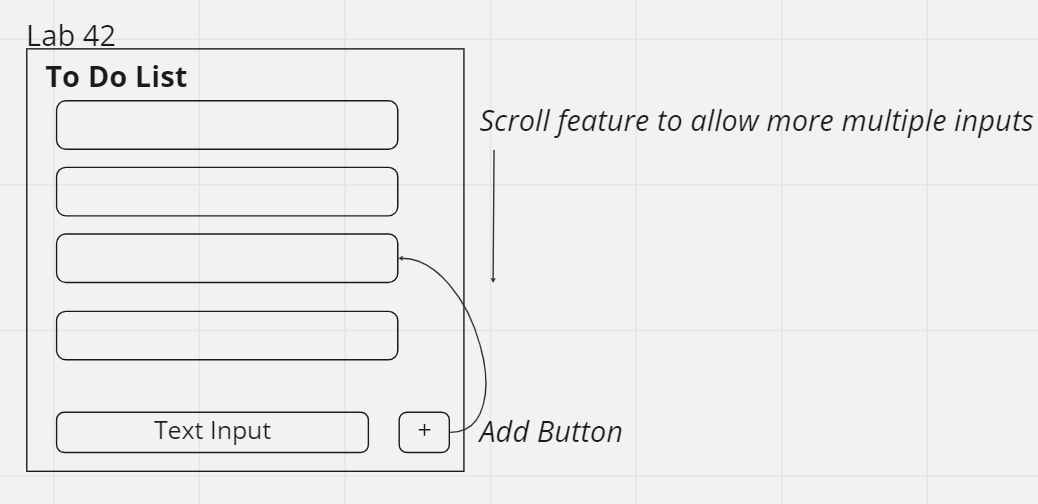 Lab 42
To Do List
Scroll feature to allow more multiple inputs
Text Input
+
Add Button